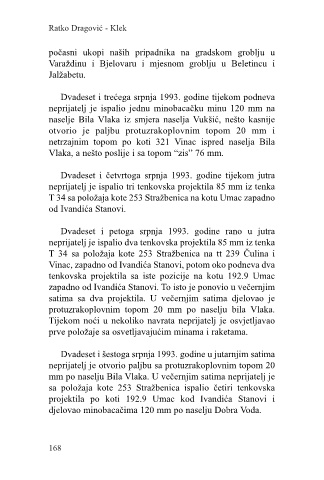 Ratko Dragović - Klek
počasni ukopi naših pripadnika na gradskom groblju u
Varaždinu i Bjelovaru i mjesnom groblju u Beletincu i
Jalžabetu.
Dvadeset i trećega srpnja 1993. godine tijekom podneva
neprijatelj je ispalio jednu minobacačku minu 120 mm na
naselje Bila Vlaka iz smjera naselja Vukšić, nešto kasnije
otvorio je paljbu protuzrakoplovnim topom 20 mm i
netrzajnim topom po koti 321 Vinac ispred naselja Bila
Vlaka, a nešto poslije i sa topom “zis” 76 mm.
Dvadeset i četvrtoga srpnja 1993. godine tijekom jutra
neprijatelj je ispalio tri tenkovska projektila 85 mm iz tenka
T 34 sa položaja kote 253 Stražbenica na kotu Umac zapadno
od Ivandića Stanovi.
Dvadeset i petoga srpnja 1993. godine rano u jutro
neprijatelj je ispalio dva tenkovska projektila 85 mm iz tenka
T 34 sa položaja kote 253 Stražbenica na tt 239 Čulina i
Vinac, zapadno od Ivandića Stanovi, potom oko podneva dva
tenkovska projektila sa iste pozicije na kotu 192.9 Umac
zapadno od Ivandića Stanovi. To isto je ponovio u večernjim
satima sa dva projektila. U večernjim satima djelovao je
protuzrakoplovnim topom 20 mm po naselju bila Vlaka.
Tijekom noći u nekoliko navrata neprijatelj je osvjetljavao
prve položaje sa osvetljavajućim minama i raketama.
Dvadeset i šestoga srpnja 1993. godine u jutarnjim satima
neprijatelj je otvorio paljbu sa protuzrakoplovnim topom 20
mm po naselju Bila Vlaka. U večernjim satima neprijatelj je
sa položaja kote 253 Stražbenica ispalio četiri tenkovska
projektila po koti 192.9 Umac kod Ivandića Stanovi i
djelovao minobacačima 120 mm po naselju Dobra Voda.
168